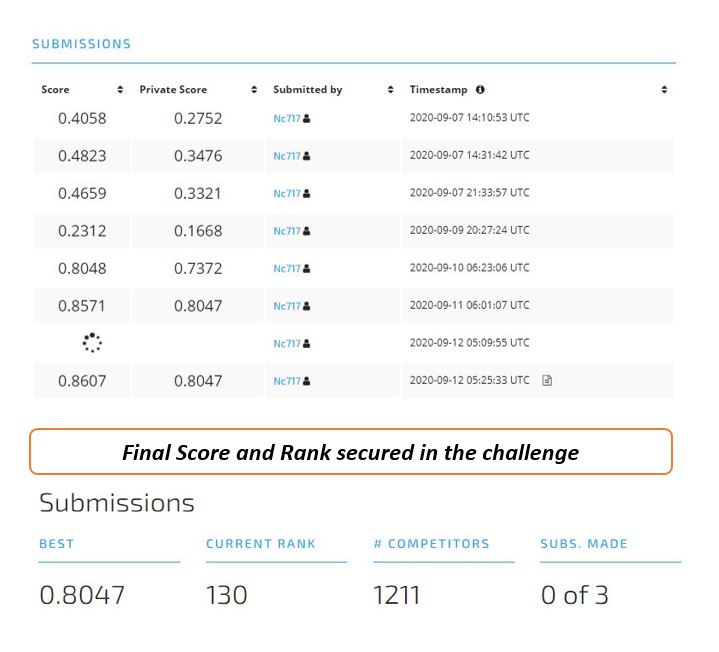 SUBMISSIONS
Score Private Score Submitted by Timestamp
0.4058 0.2752 Nc717 2020-09-07 14:10:53 UTC
0.4823 0.3476 Nc717 2020-09-07 14:31:42 UTC
0.4659 0.3321 Nc717 2020-09-07 21:33:57 UTC
0.2312 0.1668 Nc717 2020-09-09 20:27:24 UTC
0.8048 0.7372 Nc717 2020-09-10 06:23:06 UTC
0.8571 0.8047 Nc717 2020-09-11 06:01:07 UTC
Nc717 2020-09-12 05:09:55 UTC
0.8607 0.8047 Nc717 2020-09-12 05:25:33 UTC
Final Score and Rank secured in the challenge
Submissions
BEST CURRENT RANK # COMPETITORS SUBS. MADE
0.8047 130 1211 0 of 3